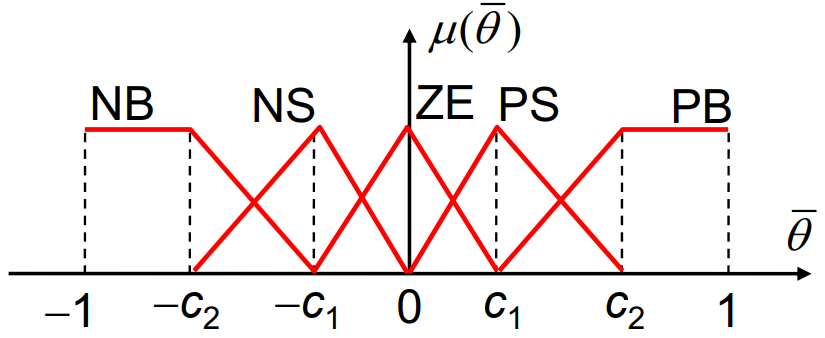 μ(θ̅)
NB NS ZE PS PB
θ̅
−1 −c₂ −c₁ 0 c₁ c₂ 1